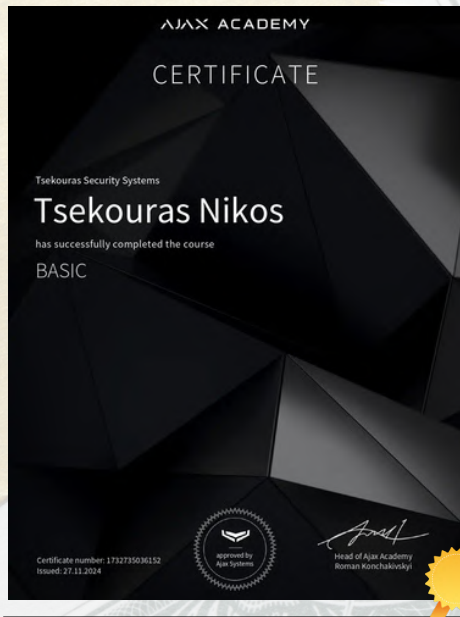 AJAX ACADEMY
CERTIFICATE
Tsekouras Security Systems
Tsekouras Nikos
has successfully completed the course
BASIC
Certificate number: 1732735036152
Issued: 27.11.2024
approved by
Ajax Systems
Head of Ajax Academy
Roman Konchakivskyi